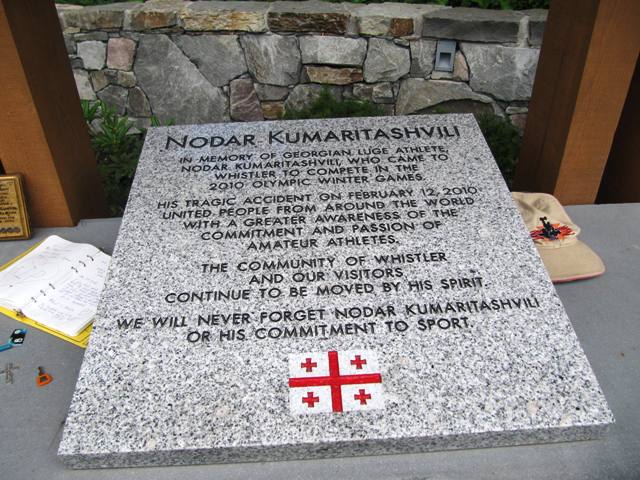 NODAR KUMARITASHVILI
IN MEMORY OF GEORGIAN LUGE ATHLETE,
NODAR KUMARITASHVILI, WHO CAME TO
WHISTLER TO COMPETE IN THE
2010 OLYMPIC WINTER GAMES.
HIS TRAGIC ACCIDENT ON FEBRUARY 12, 2010
UNITED PEOPLE FROM AROUND THE WORLD
WITH A GREATER AWARENESS OF THE
COMMITMENT AND PASSION OF
AMATEUR ATHLETES.
THE COMMUNITY OF WHISTLER
AND OUR VISITORS
CONTINUE TO BE MOVED BY HIS SPIRIT.
WE WILL NEVER FORGET NODAR KUMARITASHVILI
OR HIS COMMITMENT TO SPORT.